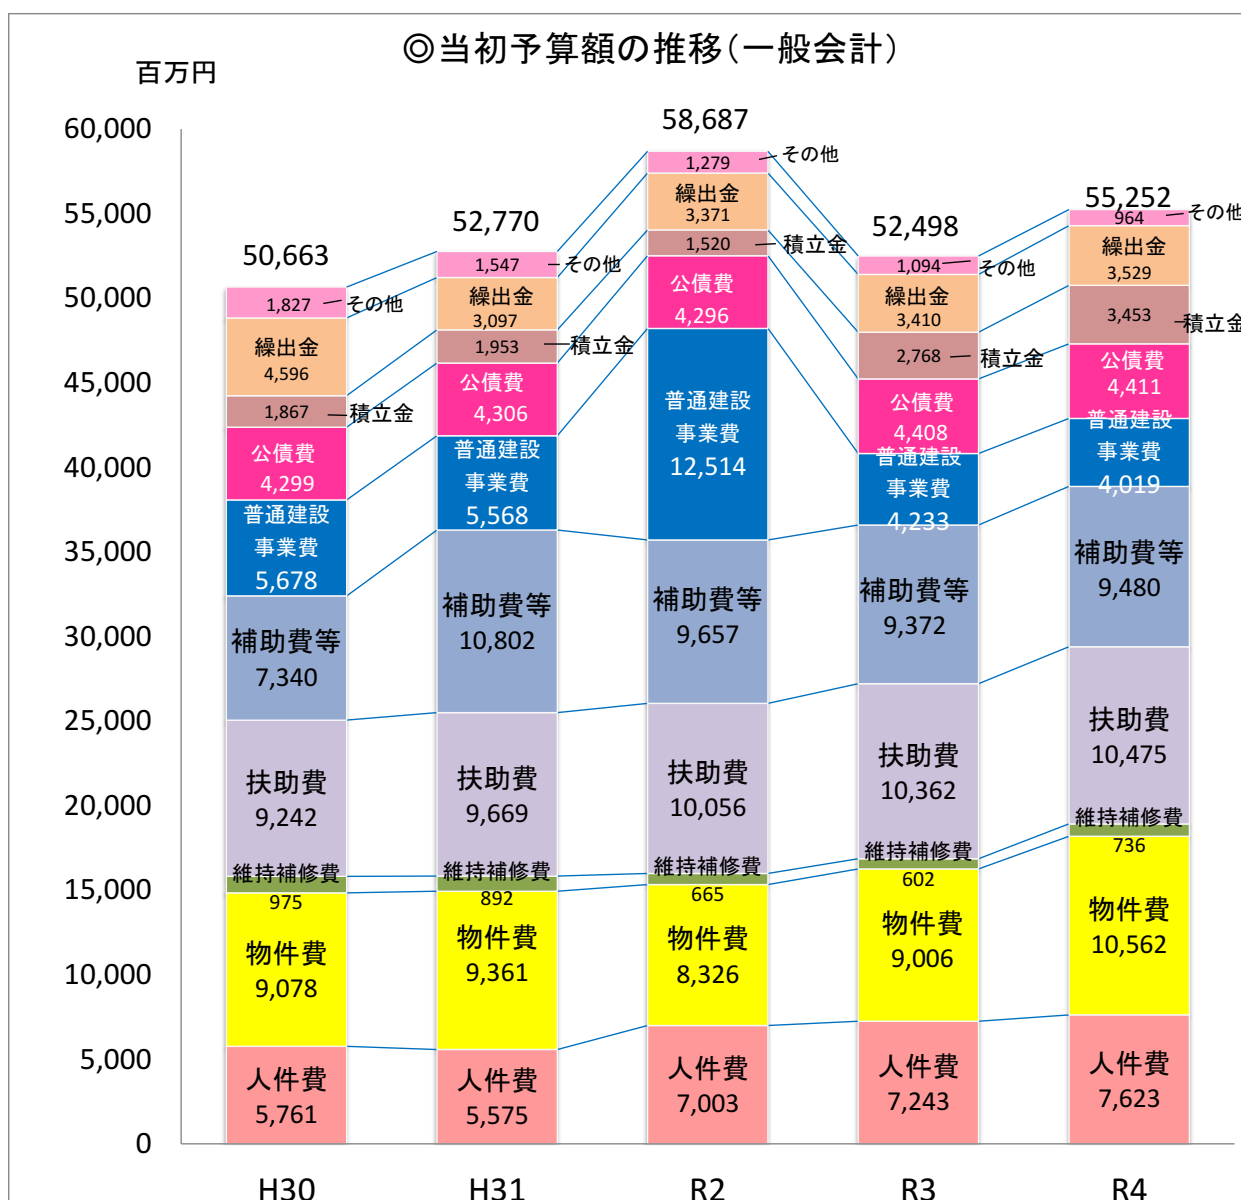 ◎当初予算額の推移(一般会計)
百万円
60,000
55,000
50,000
45,000
40,000
35,000
30,000
25,000
20,000
15,000
10,000
5,000
0
50,663
1,827
その他
繰出金
4,596
1,867
積立金
公債費
4,299
普通建設
事業費
5,678
補助費等
7,340
扶助費
9,242
維持補修費
975
物件費
9,078
人件費
5,761
H30
52,770
1,547
その他
繰出金
3,097
1,953
積立金
公債費
4,306
普通建設
事業費
5,568
補助費等
10,802
扶助費
9,669
維持補修費
892
物件費
9,361
人件費
5,575
H31
58,687
1,279
その他
繰出金
3,371
1,520
積立金
公債費
4,296
普通建設
事業費
12,514
補助費等
9,657
扶助費
10,056
維持補修費
665
物件費
8,326
人件費
7,003
R2
52,498
1,094
その他
繰出金
3,410
2,768
積立金
公債費
4,408
普通建設
事業費
4,233
補助費等
9,372
扶助費
10,362
維持補修費
602
物件費
9,006
人件費
7,243
R3
55,252
964
その他
繰出金
3,529
3,453
積立金
公債費
4,411
普通建設
事業費
4,019
補助費等
9,480
扶助費
10,475
維持補修費
736
物件費
10,562
人件費
7,623
R4